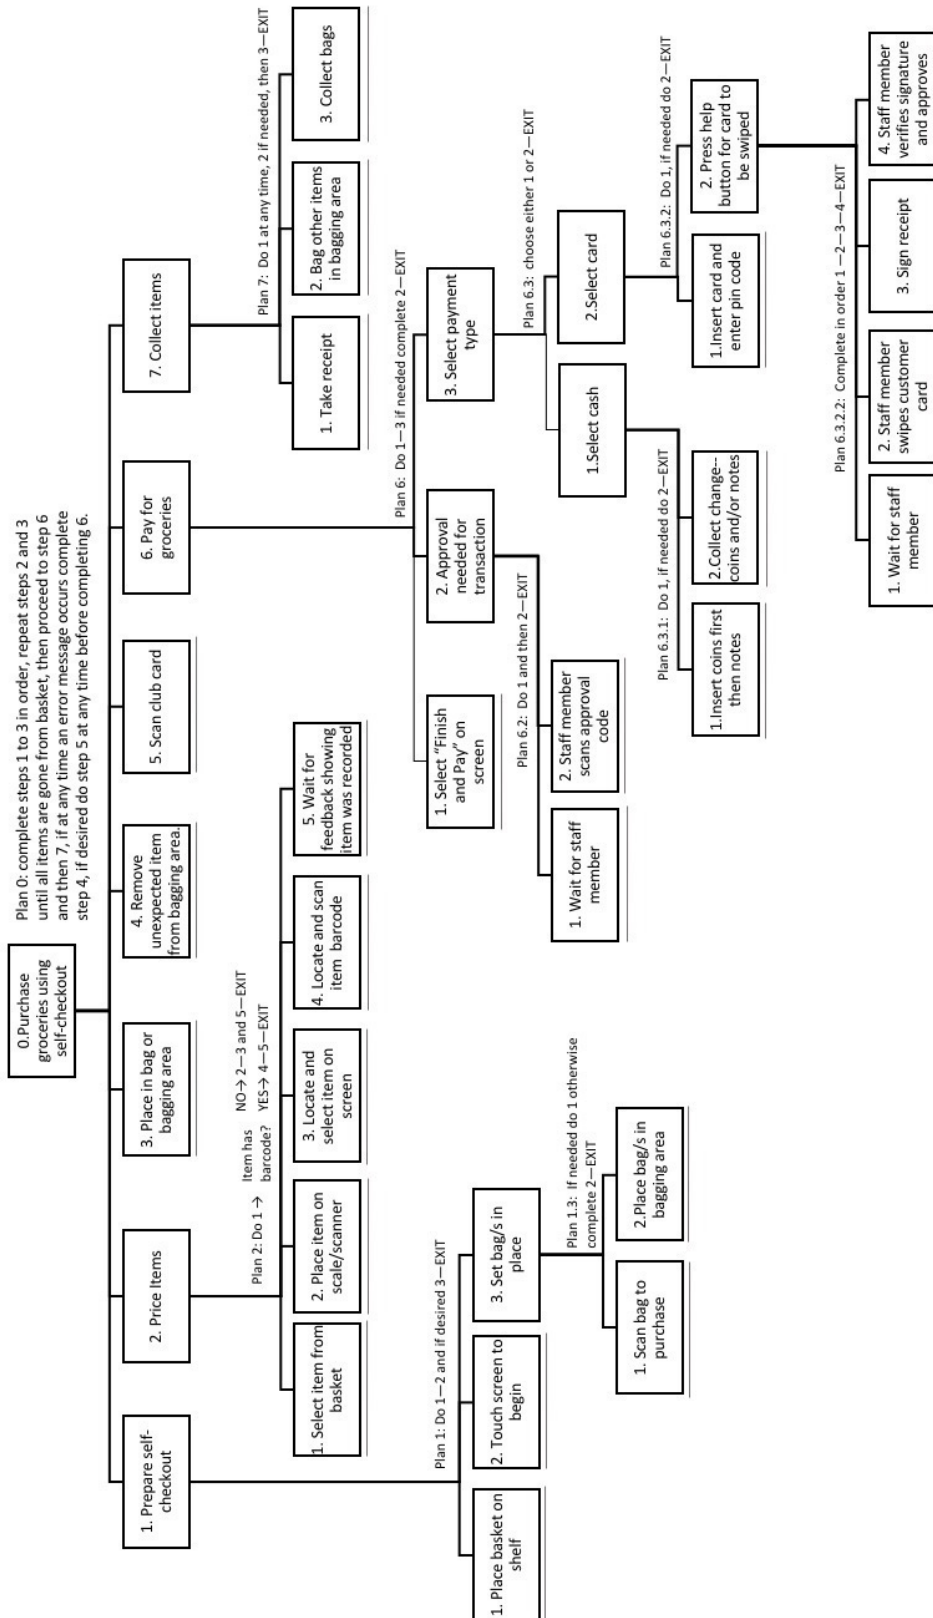 0.Purchase
groceries using
self-checkout
Plan 0: complete steps 1 to 3 in order, repeat steps 2 and 3
until all items are gone from basket, then proceed to step 6
and then 7, if at any time an error message occurs complete
step 4, if desired do step 5 at any time before completing 6.
1. Prepare self-
checkout
2. Price Items
3. Place in bag or
bagging area
4. Remove
unexpected item
from bagging area.
5. Scan club card
6. Pay for
groceries
7. Collect items
Plan 2: Do 1 →
Item has
barcode?
NO→ 2—3 and 5—EXIT
YES→ 4—5—EXIT
1. Select item from
basket
2. Place item on
scale/scanner
3. Locate and
select item on
screen
4. Locate and scan
item barcode
5. Wait for
feedback showing
item was recorded
Plan 7: Do 1 at any time, 2 if needed, then 3—EXIT
1. Take receipt
2. Bag other items
in bagging area
3. Collect bags
Plan 1: Do 1—2 and if desired 3—EXIT
1. Place basket on
shelf
2. Touch screen to
begin
3. Set bag/s in
place
Plan 1.3: If needed do 1 otherwise
complete 2—EXIT
1. Scan bag to
purchase
2.Place bag/s in
bagging area
Plan 6: Do 1—3 if needed complete 2—EXIT
1. Select “Finish
and Pay” on
screen
2. Approval
needed for
transaction
3. Select payment
type
Plan 6.2: Do 1 and then 2—EXIT
1. Wait for staff
member
2. Staff member
scans approval
code
Plan 6.3: choose either 1 or 2—EXIT
1.Select cash
2.Select card
Plan 6.3.1: Do 1, if needed do 2—EXIT
1.Insert coins first
then notes
2.Collect change--
coins and/or notes
Plan 6.3.2: Do 1, if needed do 2—EXIT
1.Insert card and
enter pin code
2. Press help
button for card to
be swiped
Plan 6.3.2.2: Complete in order 1 —2—3—4—EXIT
1. Wait for staff
member
2. Staff member
swipes customer
card
3. Sign receipt
4. Staff member
verifies signature
and approves